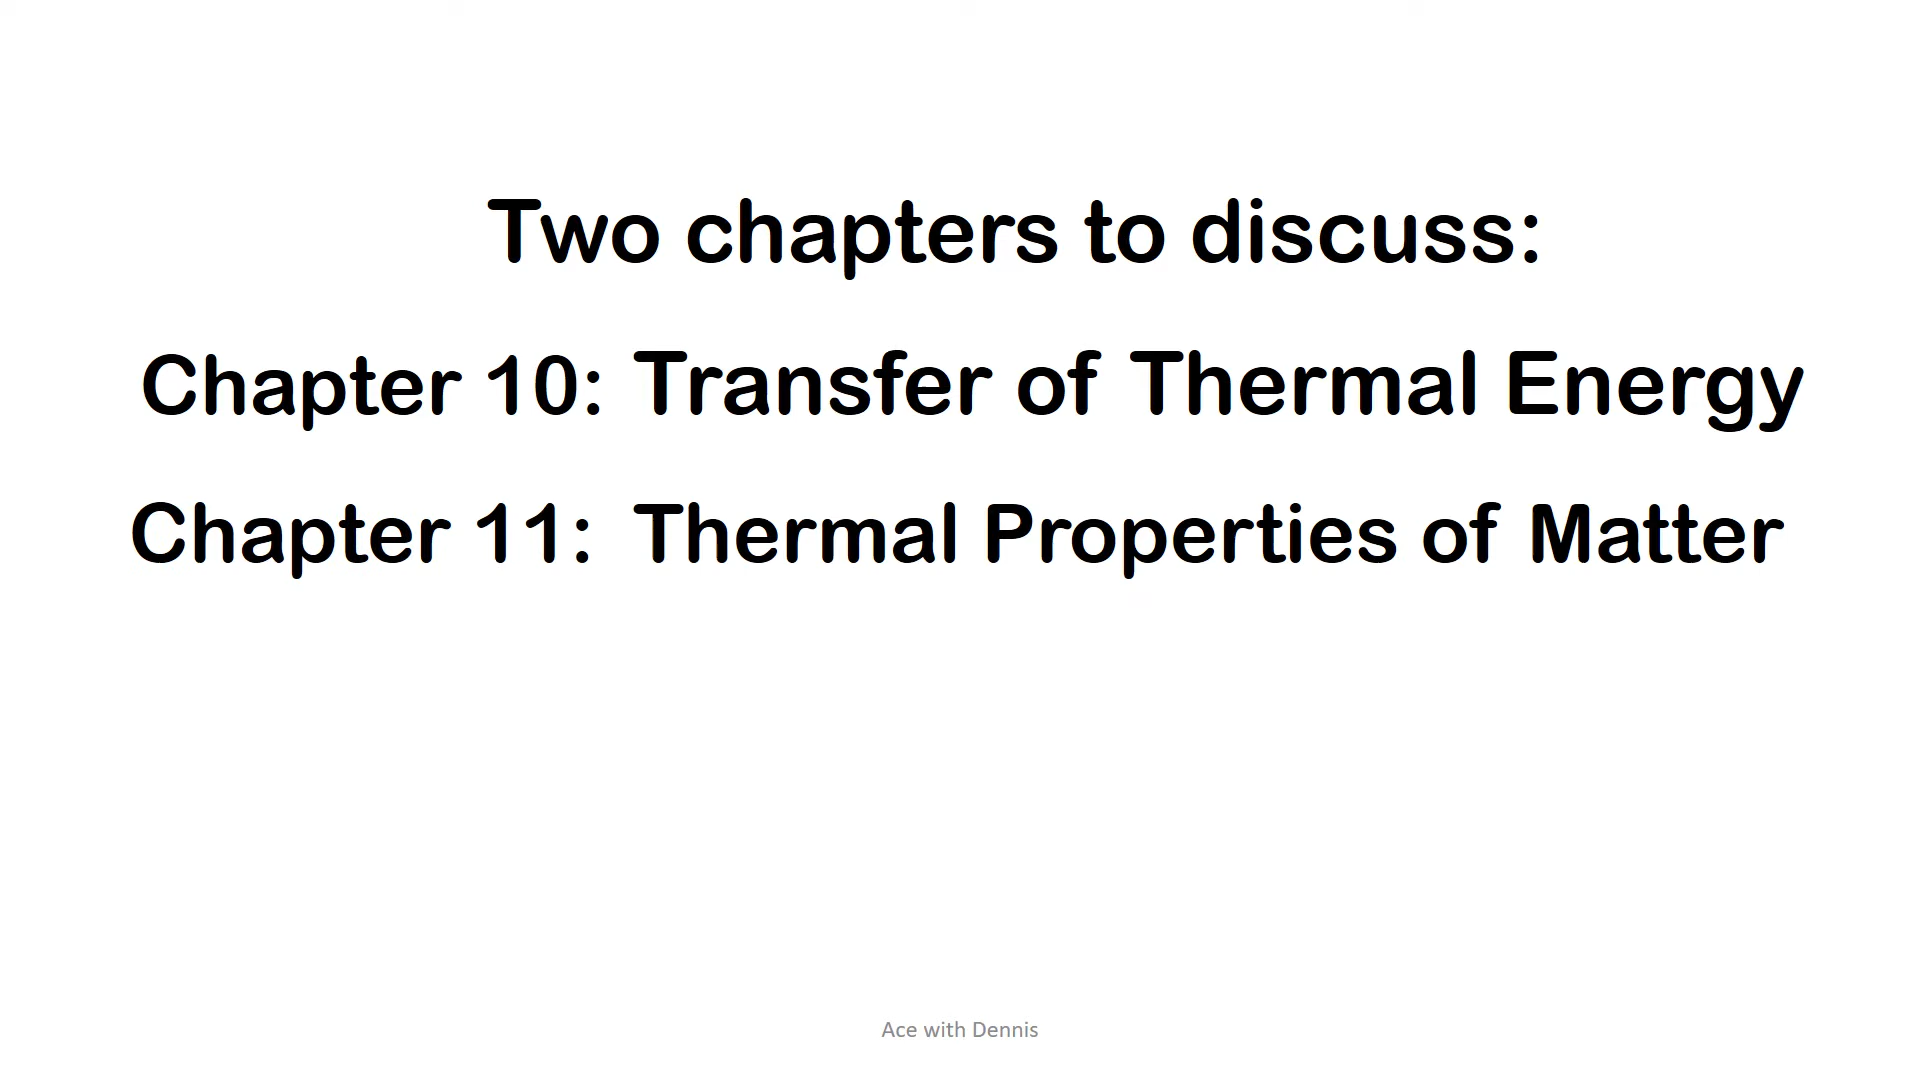 Two chapters to discuss:
Chapter 10: Transfer of Thermal Energy
Chapter 11: Thermal Properties of Matter
Ace with Dennis